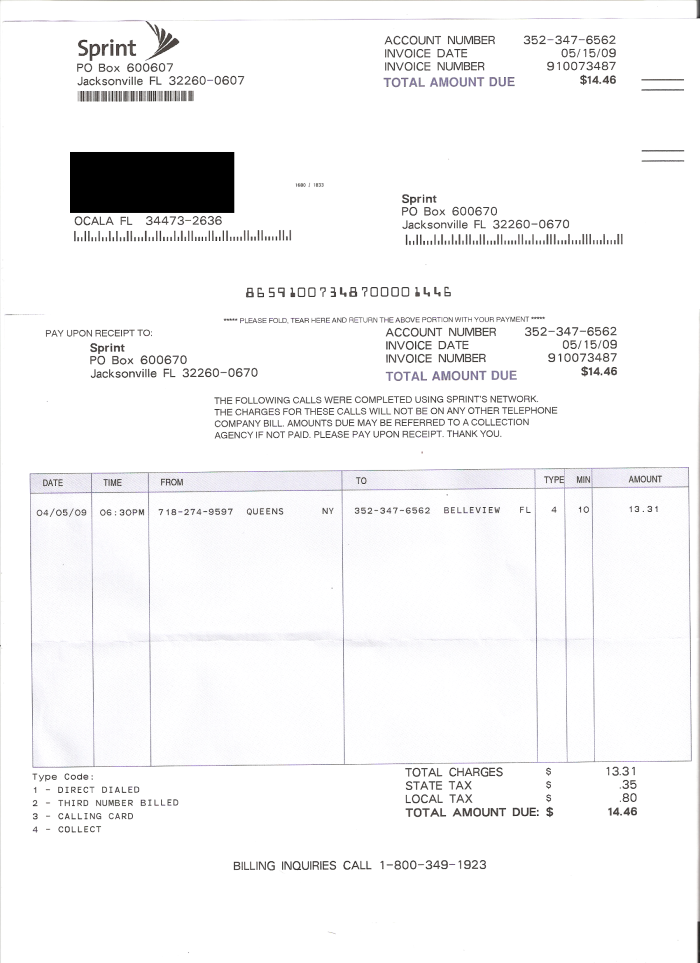 Sprint
PO Box 600607
Jacksonville FL 32260-0607
ACCOUNT NUMBER 352-347-6562
INVOICE DATE 05/15/09
INVOICE NUMBER 910073487
TOTAL AMOUNT DUE $14.46
1680 1 1833
OCALA FL 34473-2636
Sprint
PO Box 600670
Jacksonville FL 32260-0670
86591007348700001446
***** PLEASE FOLD, TEAR HERE AND RETURN THE ABOVE PORTION WITH YOUR PAYMENT *****
PAY UPON RECEIPT TO:
Sprint
PO Box 600670
Jacksonville FL 32260-0670
ACCOUNT NUMBER 352-347-6562
INVOICE DATE 05/15/09
INVOICE NUMBER 910073487
TOTAL AMOUNT DUE $14.46
THE FOLLOWING CALLS WERE COMPLETED USING SPRINT'S NETWORK.
THE CHARGES FOR THESE CALLS WILL NOT BE ON ANY OTHER TELEPHONE
COMPANY BILL. AMOUNTS DUE MAY BE REFERRED TO A COLLECTION
AGENCY IF NOT PAID. PLEASE PAY UPON RECEIPT. THANK YOU.
DATE TIME FROM TO TYPE MIN AMOUNT
04/05/09 06:30PM 718-274-9597 QUEENS NY 352-347-6562 BELLEVIEW FL 4 10 13.31
Type Code:
1 - DIRECT DIALED
2 - THIRD NUMBER BILLED
3 - CALLING CARD
4 - COLLECT
TOTAL CHARGES $ 13.31
STATE TAX $ .35
LOCAL TAX $ .80
TOTAL AMOUNT DUE: $ 14.46
BILLING INQUIRIES CALL 1-800-349-1923